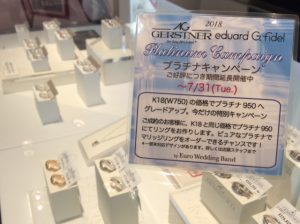 2018
GERSTNER eduard G. fidel
Platinum Campaign
プラチナキャンペーン
ご好評につき期間延長開催中
～7/31(Tue.)
K18(W750)の価格でプラチナ950へ
グレードアップ。今だけの特別キャンペーン
ご成約のお客様に、K18と同じ価格でプラチナ950
にてリングをお作りします。ピュアなプラチナで
マリッジリングをオーダーできるチャンスです！
by Euro Wedding Band